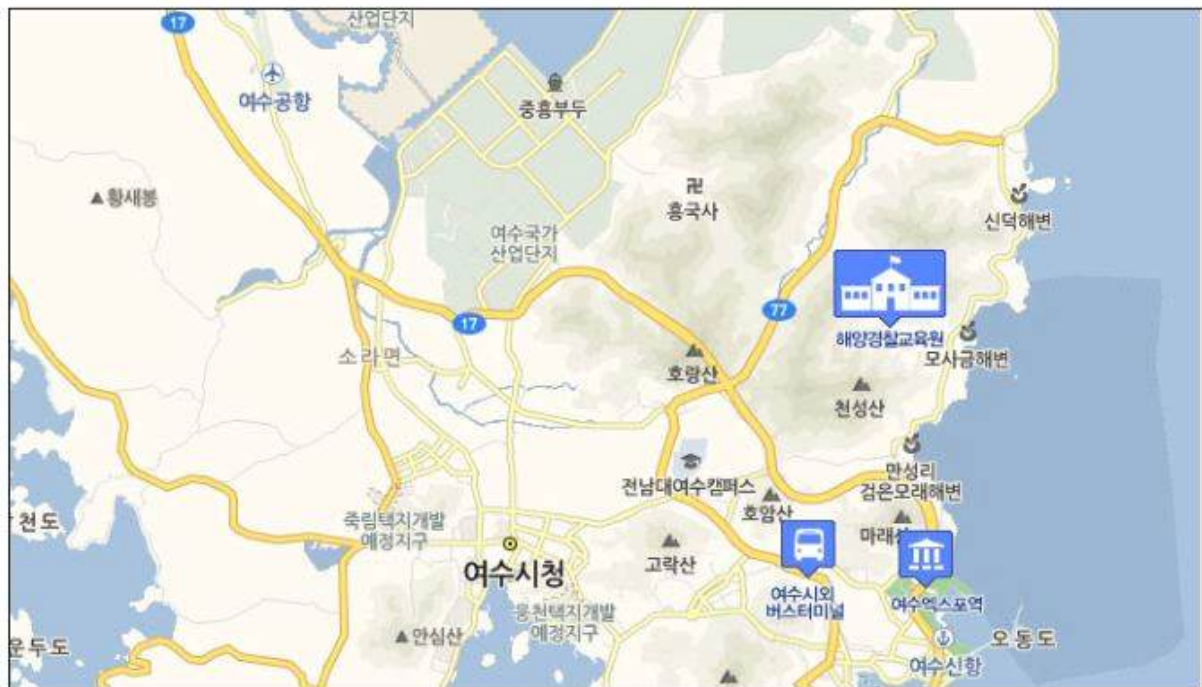 17
산업단지
여수공항
중흥부두
황새봉
흥국사
신덕해변
여수국가
산업단지
77
17
해양경찰교육원
모사금해변
소라면
호랑산
천성산
만성리
검은모래해변
전남대여수캠퍼스
호암산
마래산
천도
죽림택지개발
예정지구
여수시청
고락산
여수시외
버스터미널
여수엑스포역
웅천택지개발
예정지구
안심산
운두도
오동도
여수신항